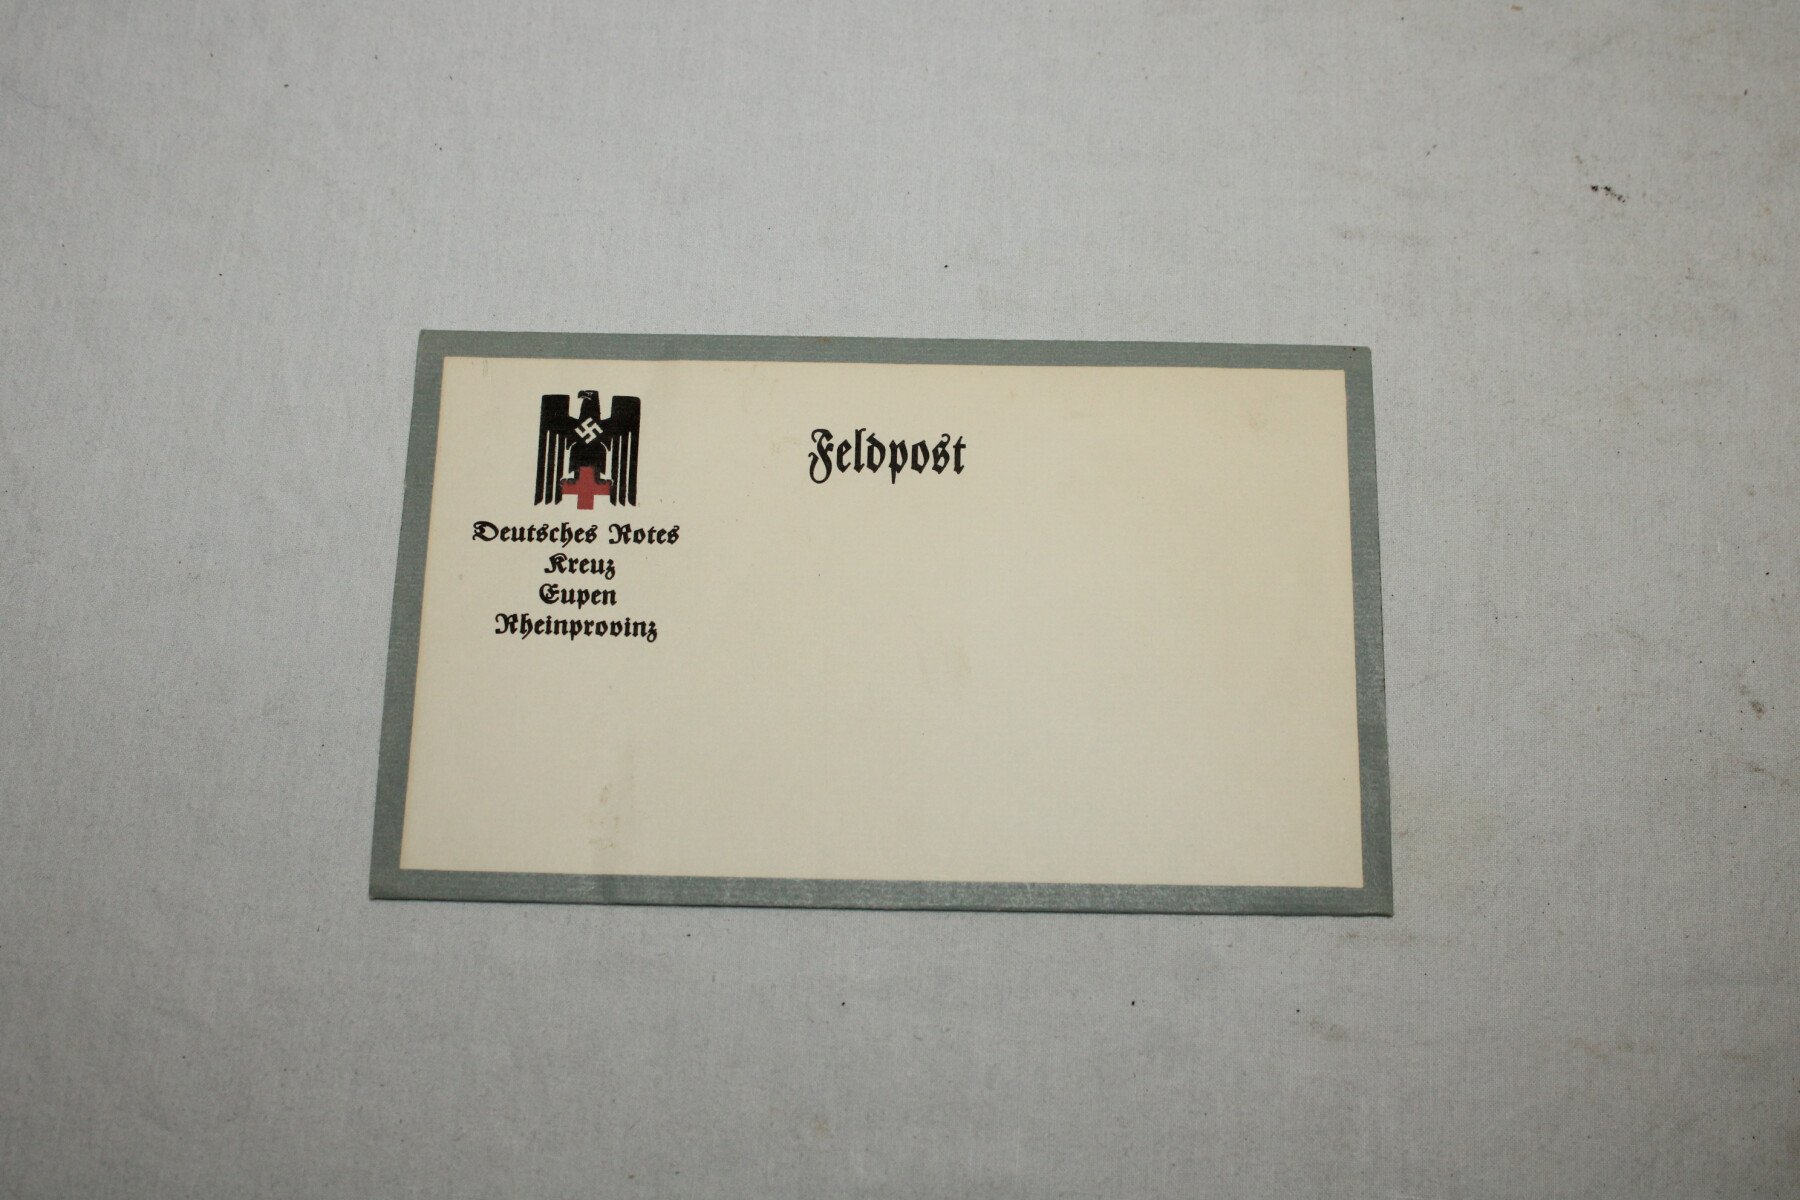 Feldpost
Deutsches Rotes
Kreuz
Eupen
Rheinprovinz